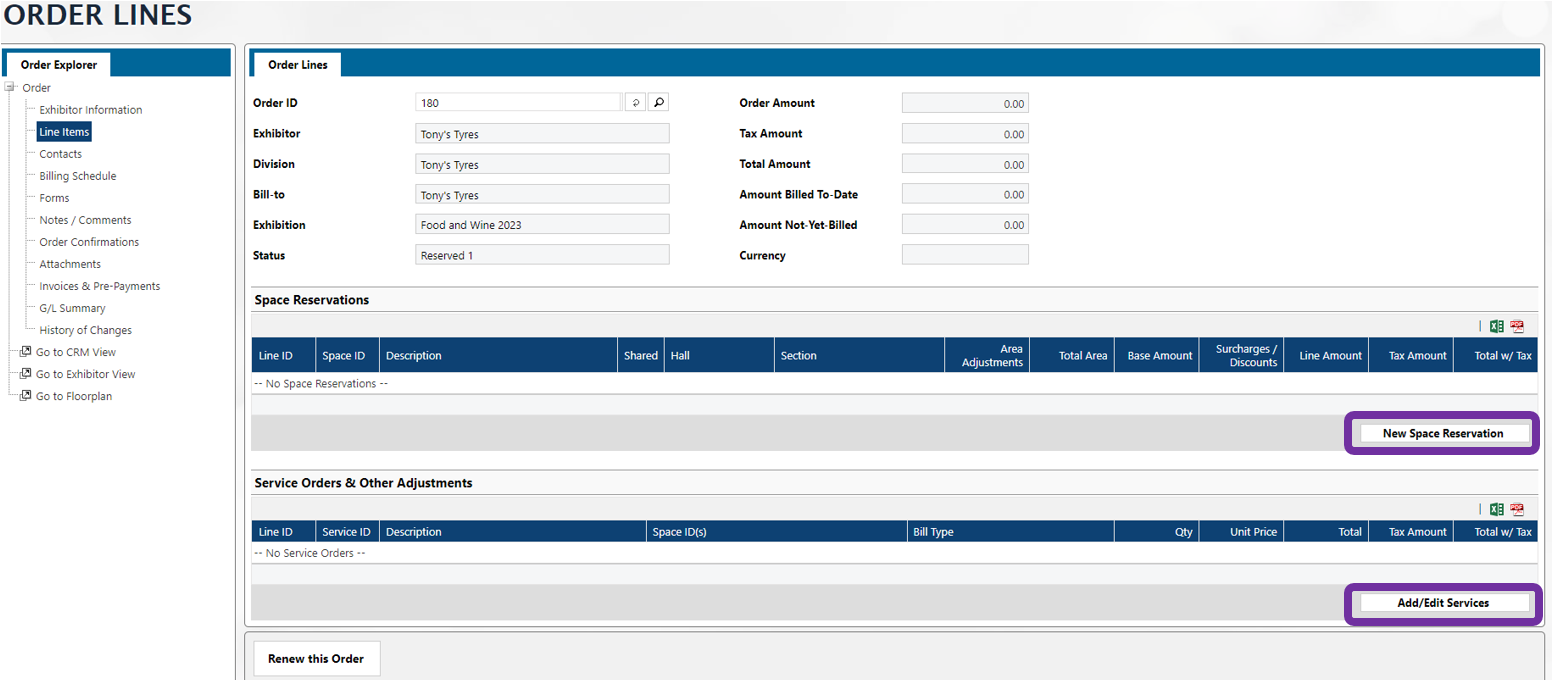 ORDER LINES
Order Explorer
Order
Exhibitor Information
Line Items
Contacts
Billing Schedule
Forms
Notes / Comments
Order Confirmations
Attachments
Invoices & Pre-Payments
G/L Summary
History of Changes
Go to CRM View
Go to Exhibitor View
Go to Floorplan
Order Lines
Order ID 180 Order Amount 0.00
Exhibitor Tony's Tyres Tax Amount 0.00
Division Tony's Tyres Total Amount 0.00
Bill-to Tony's Tyres Amount Billed To-Date 0.00
Exhibition Food and Wine 2023 Amount Not-Yet-Billed 0.00
Status Reserved 1 Currency
Space Reservations
Line ID Space ID Description Shared Hall Section Area Adjustments Total Area Base Amount Surcharges / Discounts Line Amount Tax Amount Total w/ Tax
-- No Space Reservations --
New Space Reservation
Service Orders & Other Adjustments
Line ID Service ID Description Space ID(s) Bill Type Qty Unit Price Total Tax Amount Total w/ Tax
-- No Service Orders --
Add/Edit Services
Renew this Order